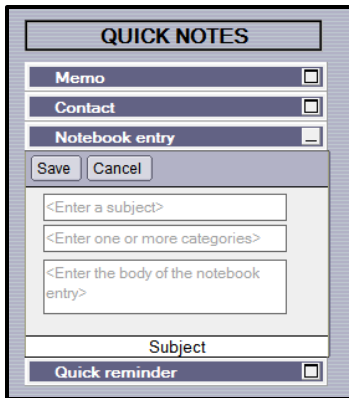 QUICK NOTES
Memo
Contact
Notebook entry
Save Cancel
<Enter a subject>
<Enter one or more categories>
<Enter the body of the notebook
entry>
Subject
Quick reminder